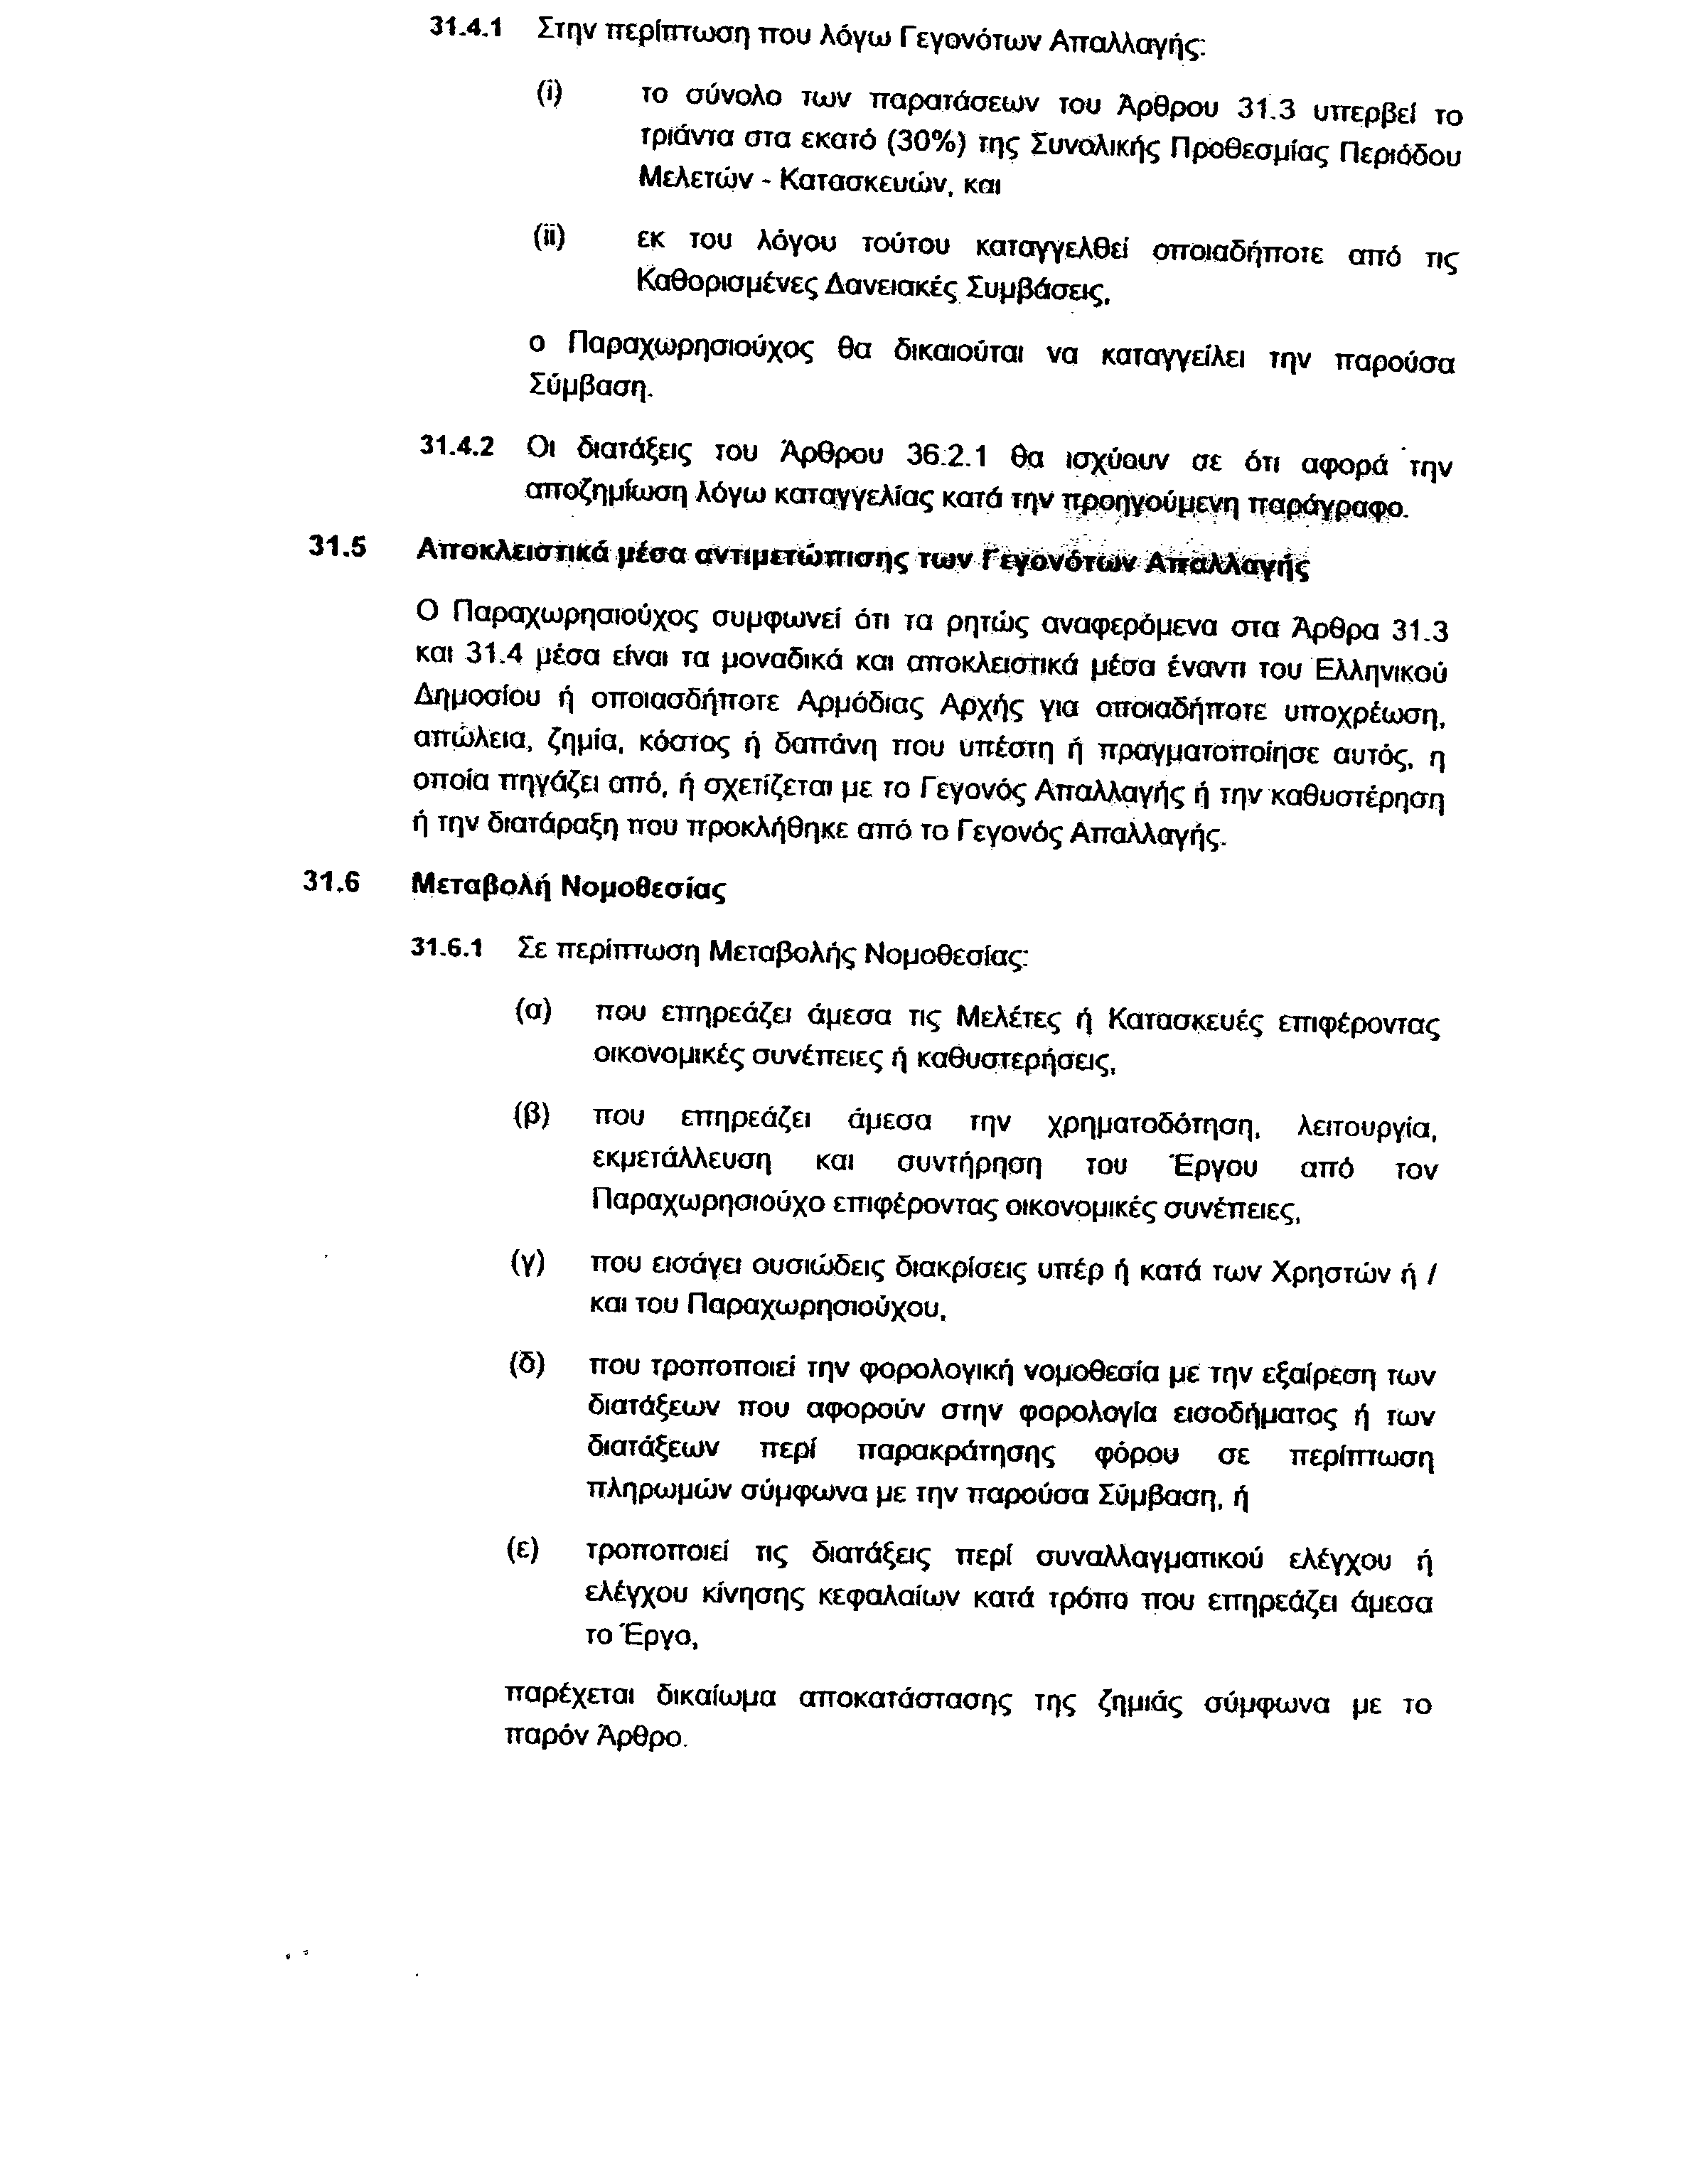 31.4.1 Στην περίπτωση που λόγω Γεγονότων Απαλλαγής:
(i) το σύνολο των παρατάσεων του Άρθρου 31.3 υπερβεί το
τριάντα στα εκατό (30%) της Συνολικής Προθεσμίας Περιόδου
Μελετών - Κατασκευών, και
(ii) εκ του λόγου τούτου καταγγελθεί οποιαδήποτε από τις
Καθορισμένες Δανειακές Συμβάσεις,
ο Παραχωρησιούχος θα δικαιούται να καταγγείλει την παρούσα
Σύμβαση.
31.4.2 Οι διατάξεις του Άρθρου 36.2.1 θα ισχύουν σε ότι αφορά την
αποζημίωση λόγω καταγγελίας κατά την προηγούμενη παράγραφο.
31.5 Αποκλειστικά μέσα αντιμετώπισης των Γεγονότων Απαλλαγής
Ο Παραχωρησιούχος συμφωνεί ότι τα ρητώς αναφερόμενα στα Άρθρα 31.3
και 31.4 μέσα είναι τα μοναδικά και αποκλειστικά μέσα έναντι του Ελληνικού
Δημοσίου ή οποιασδήποτε Αρμόδιας Αρχής για οποιαδήποτε υποχρέωση,
απώλεια, ζημία, κόστος ή δαπάνη που υπέστη ή πραγματοποίησε αυτός, η
οποία πηγάζει από, ή σχετίζεται με το Γεγονός Απαλλαγής ή την καθυστέρηση
ή την διατάραξη που προκλήθηκε από το Γεγονός Απαλλαγής.
31.6 Μεταβολή Νομοθεσίας
31.6.1 Σε περίπτωση Μεταβολής Νομοθεσίας:
(α) που επηρεάζει άμεσα τις Μελέτες ή Κατασκευές επιφέροντας
οικονομικές συνέπειες ή καθυστερήσεις,
(β) που επηρεάζει άμεσα την χρηματοδότηση, λειτουργία,
εκμετάλλευση και συντήρηση του Έργου από τον
Παραχωρησιούχο επιφέροντας οικονομικές συνέπειες,
(γ) που εισάγει ουσιώδεις διακρίσεις υπέρ ή κατά των Χρηστών ή /
και του Παραχωρησιούχου,
(δ) που τροποποιεί την φορολογική νομοθεσία με την εξαίρεση των
διατάξεων που αφορούν στην φορολογία εισοδήματος ή των
διατάξεων περί παρακράτησης φόρου σε περίπτωση
πληρωμών σύμφωνα με την παρούσα Σύμβαση, ή
(ε) τροποποιεί τις διατάξεις περί συναλλαγματικού ελέγχου ή
ελέγχου κίνησης κεφαλαίων κατά τρόπο που επηρεάζει άμεσα
το Έργο,
παρέχεται δικαίωμα αποκατάστασης της ζημιάς σύμφωνα με το
παρόν Άρθρο.